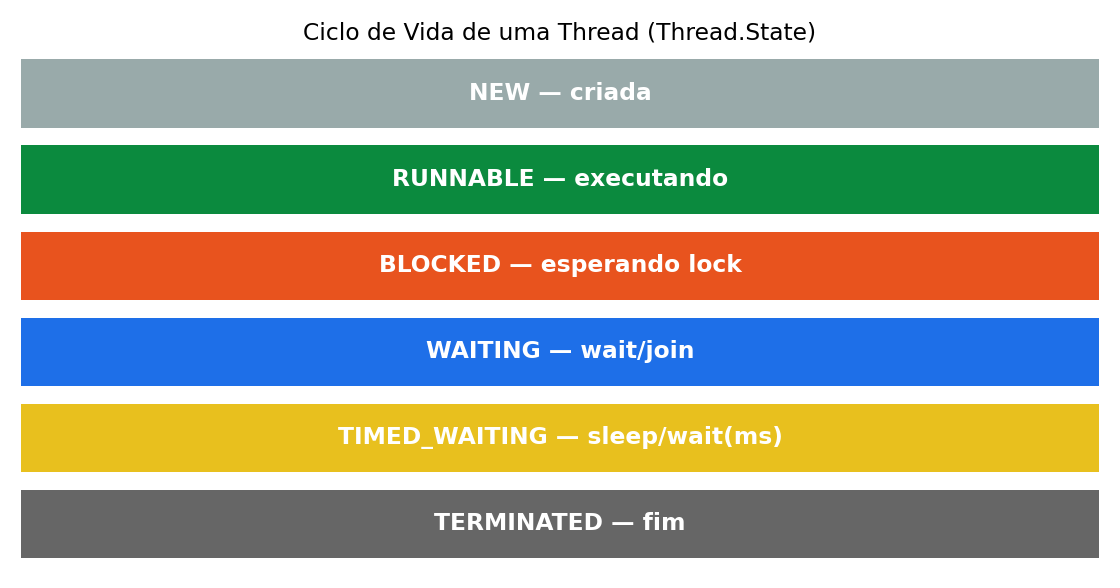 Ciclo de Vida de uma Thread (Thread.State)
NEW — criada
RUNNABLE — executando
BLOCKED — esperando lock
WAITING — wait/join
TIMED_WAITING — sleep/wait(ms)
TERMINATED — fim